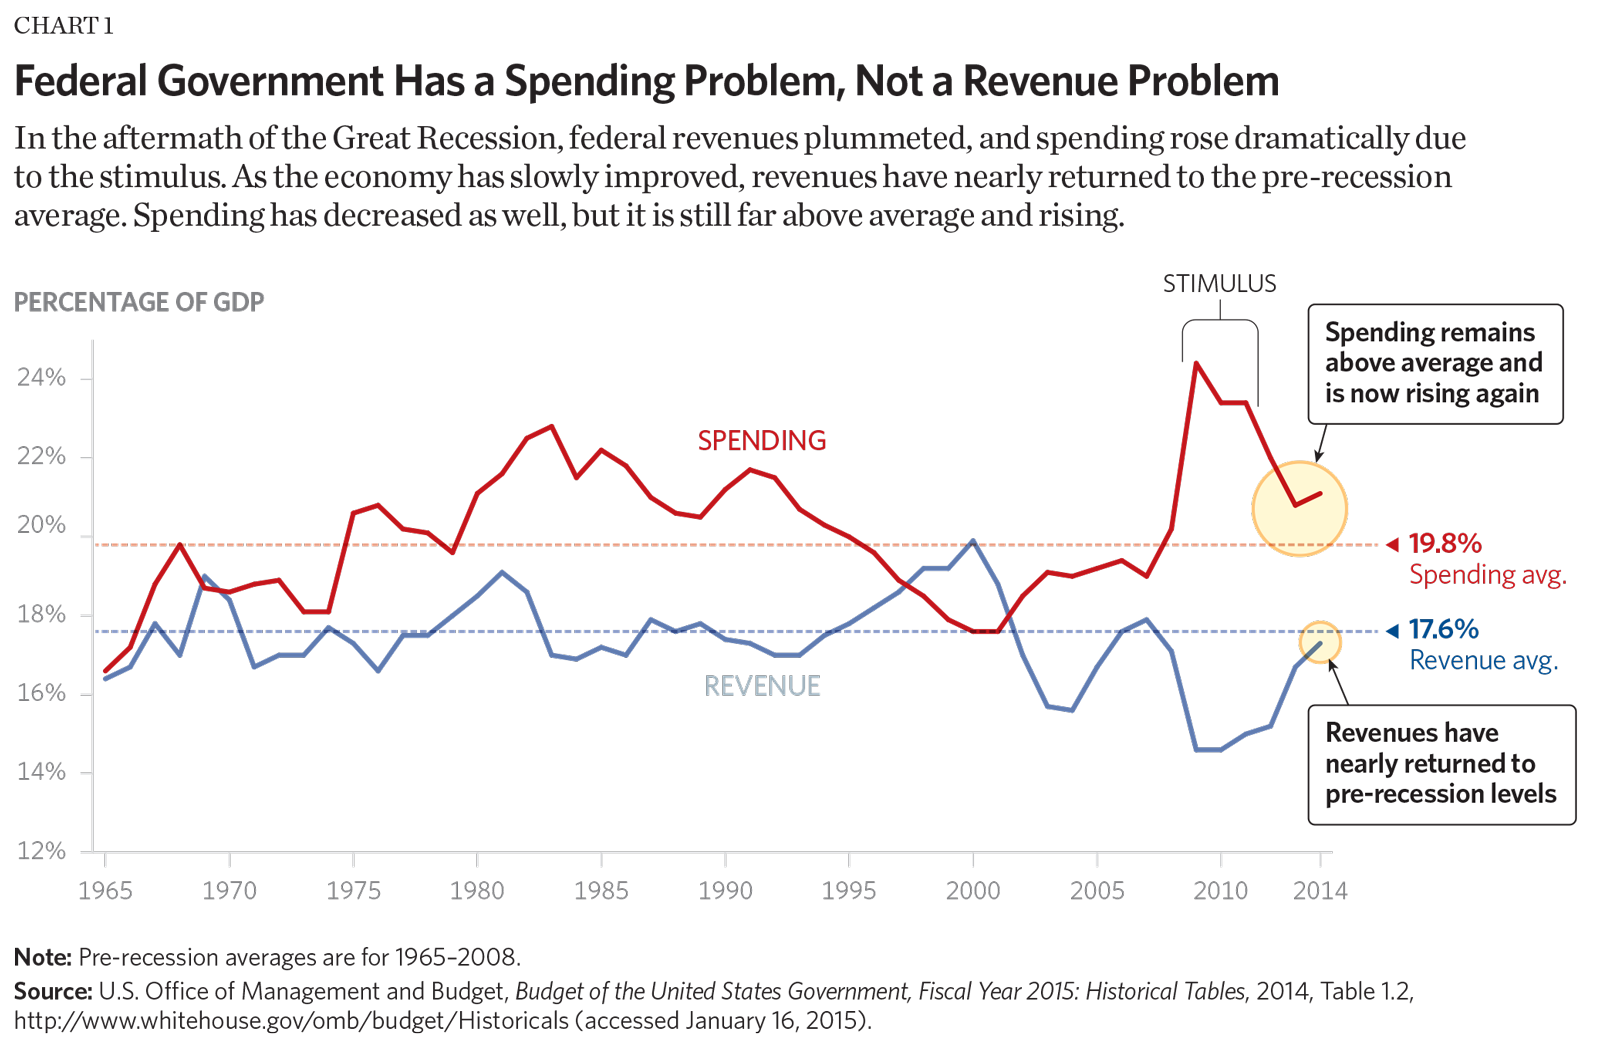 CHART 1
Federal Government Has a Spending Problem, Not a Revenue Problem
In the aftermath of the Great Recession, federal revenues plummeted, and spending rose dramatically due
to the stimulus. As the economy has slowly improved, revenues have nearly returned to the pre-recession
average. Spending has decreased as well, but it is still far above average and rising.
PERCENTAGE OF GDP
STIMULUS
Spending remains
above average and
is now rising again
24%
22%
20%
18%
16%
14%
12%
SPENDING
REVENUE
19.8%
Spending avg.
17.6%
Revenue avg.
Revenues have
nearly returned to
pre-recession levels
1965 1970 1975 1980 1985 1990 1995 2000 2005 2010 2014
Note: Pre-recession averages are for 1965–2008.
Source: U.S. Office of Management and Budget, Budget of the United States Government, Fiscal Year 2015: Historical Tables, 2014, Table 1.2,
http://www.whitehouse.gov/omb/budget/Historicals (accessed January 16, 2015).